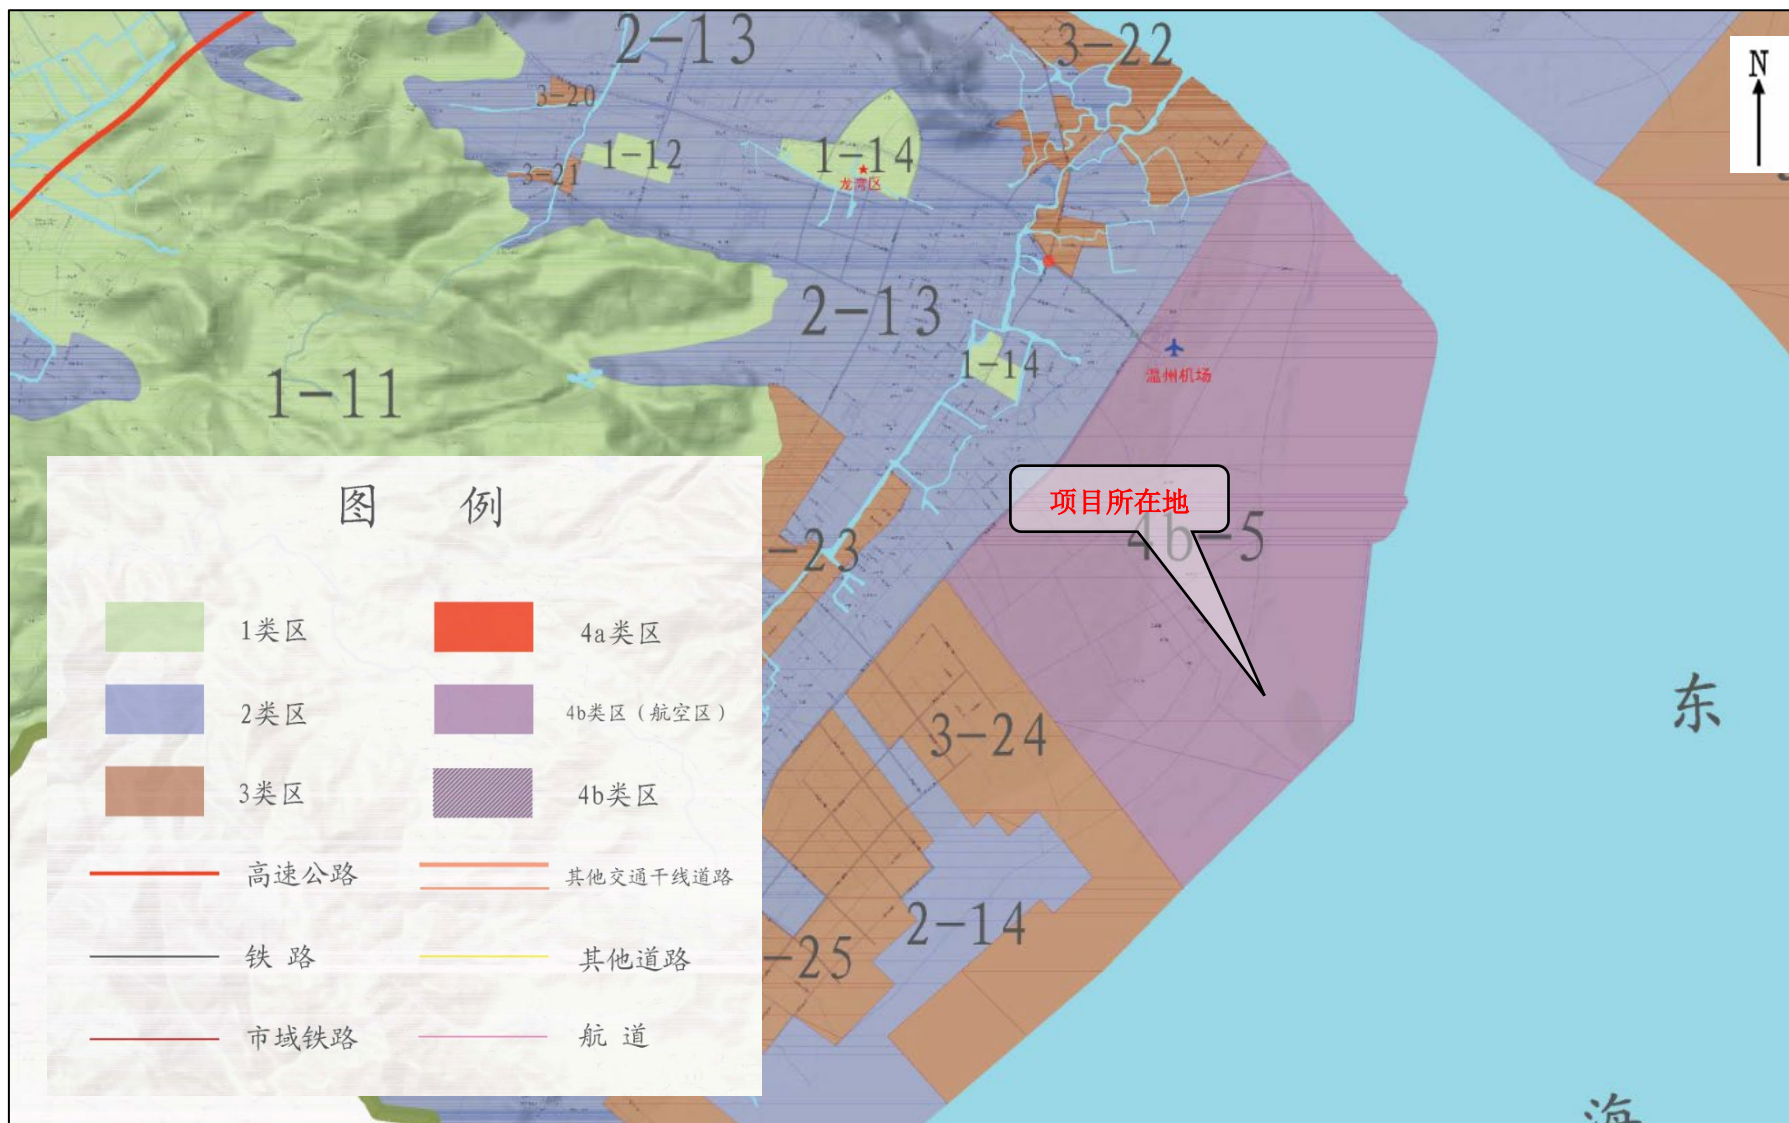 2-13
3-22
N
3-20
1-12
1-14
3-21
龙湾区
2-13
1-14
温州机场
1-11
项目所在地
4b-5
-23
图 例
1类区
4a类区
2类区
4b类区(航空区)
3类区
4b类区
高速公路
其他交通干线道路
铁 路
其他道路
市域铁路
航 道
3-24
2-14
-25
东
海